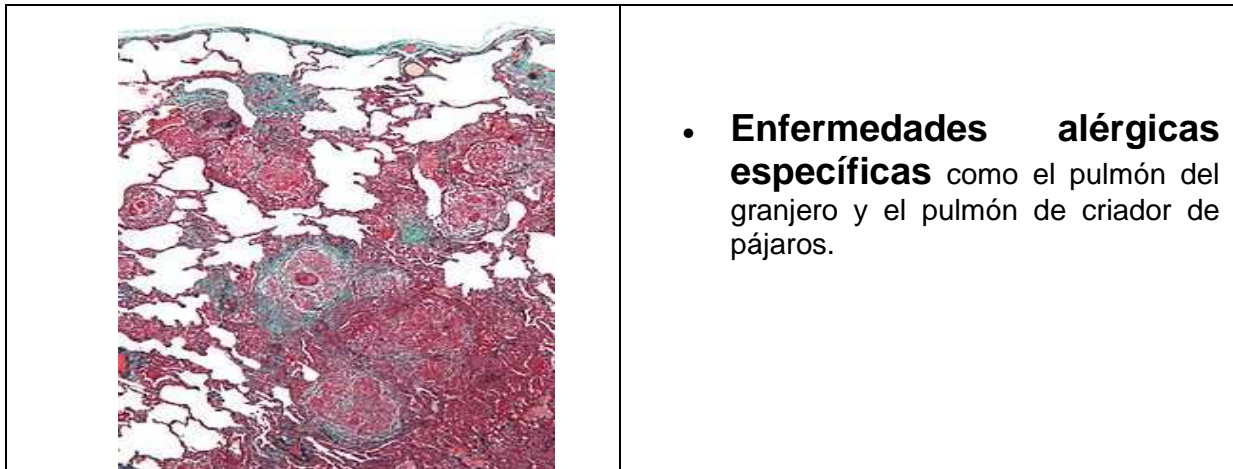 • Enfermedades alérgicas
específicas como el pulmón del
granjero y el pulmón de criador de
pájaros.